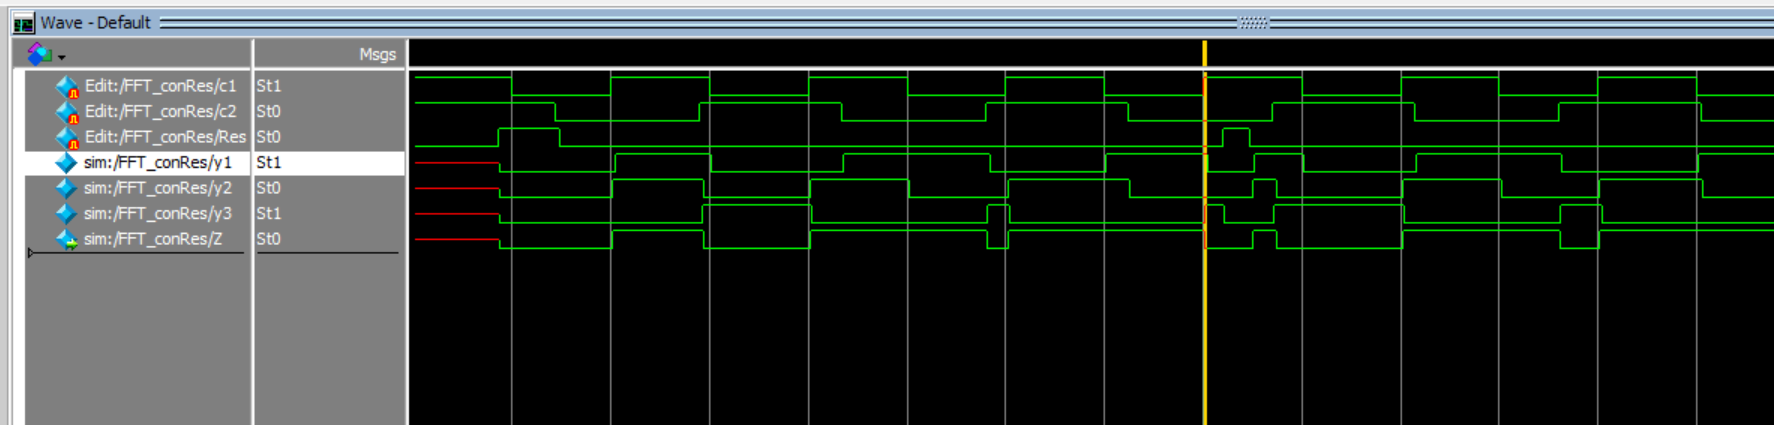 Wave - Default
Msgs
Edit:/FFT_conRes/c1 St1
Edit:/FFT_conRes/c2 St0
Edit:/FFT_conRes/Res St0
sim:/FFT_conRes/y1 St1
sim:/FFT_conRes/y2 St0
sim:/FFT_conRes/y3 St1
sim:/FFT_conRes/Z St0